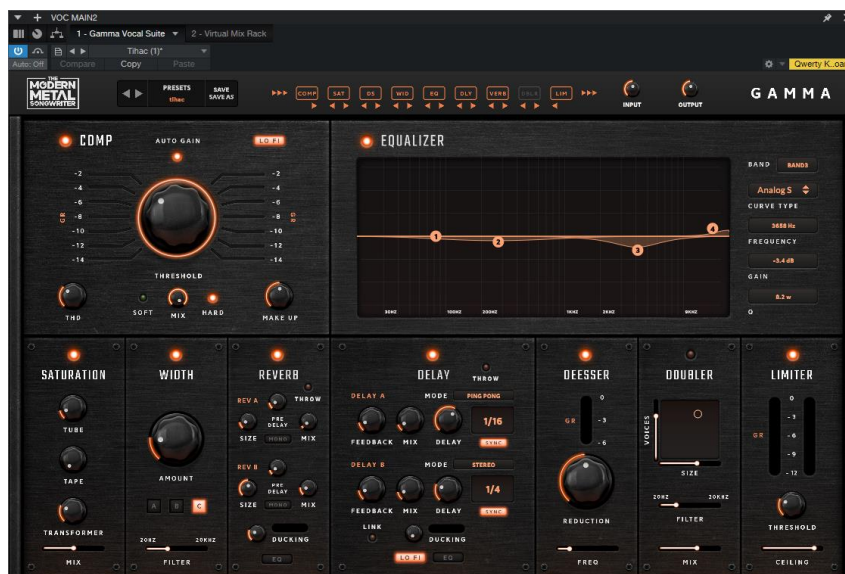 VOC MAIN2
1 - Gamma Vocal Suite 2 - Virtual Mix Rack
Tihac (1)*
Auto: Off Compare Copy Paste Qwerty K..oa
THE MODERN METAL SONGWRITER
PRESETS
tihac
SAVE
SAVE AS
COMP SAT DS WID EQ DLY VERB DBLR LIM
INPUT OUTPUT
GAMMA
COMP
AUTO GAIN
LO FI
-2 -2
-4 -4
-6 -6
GR -8 -8 GR
-10 -10
-12 -12
-14 -14
THRESHOLD
THD SOFT MIX HARD MAKE UP
EQUALIZER
1 2 3 4
30HZ 100HZ 200HZ 1KHZ 2KHZ 8KHZ
BAND BAND3
Analog S
CURVE TYPE
3658 Hz
FREQUENCY
-3.4 dB
GAIN
0.2 w
Q
SATURATION
TUBE
TAPE
TRANSFORMER
MIX
WIDTH
AMOUNT
A B C
20HZ 20KHZ
FILTER
REVERB
REV A THROW
PRE DELAY
SIZE MONO MIX
REV B
PRE DELAY
SIZE MONO MIX
DUCKING
EQ
DELAY
THROW
DELAY A MODE PING PONG
1/16
FEEDBACK MIX DELAY SYNC
DELAY B MODE STEREO
1/4
FEEDBACK MIX DELAY SYNC
LINK
DUCKING
LO FI EQ
DEESSER
0
GR -3
-6
REDUCTION
FREQ
DOUBLER
VOICES
SIZE
20HZ 20KHZ
FILTER
MIX
LIMITER
0
-3
GR -6
-9
-12
THRESHOLD
CEILING